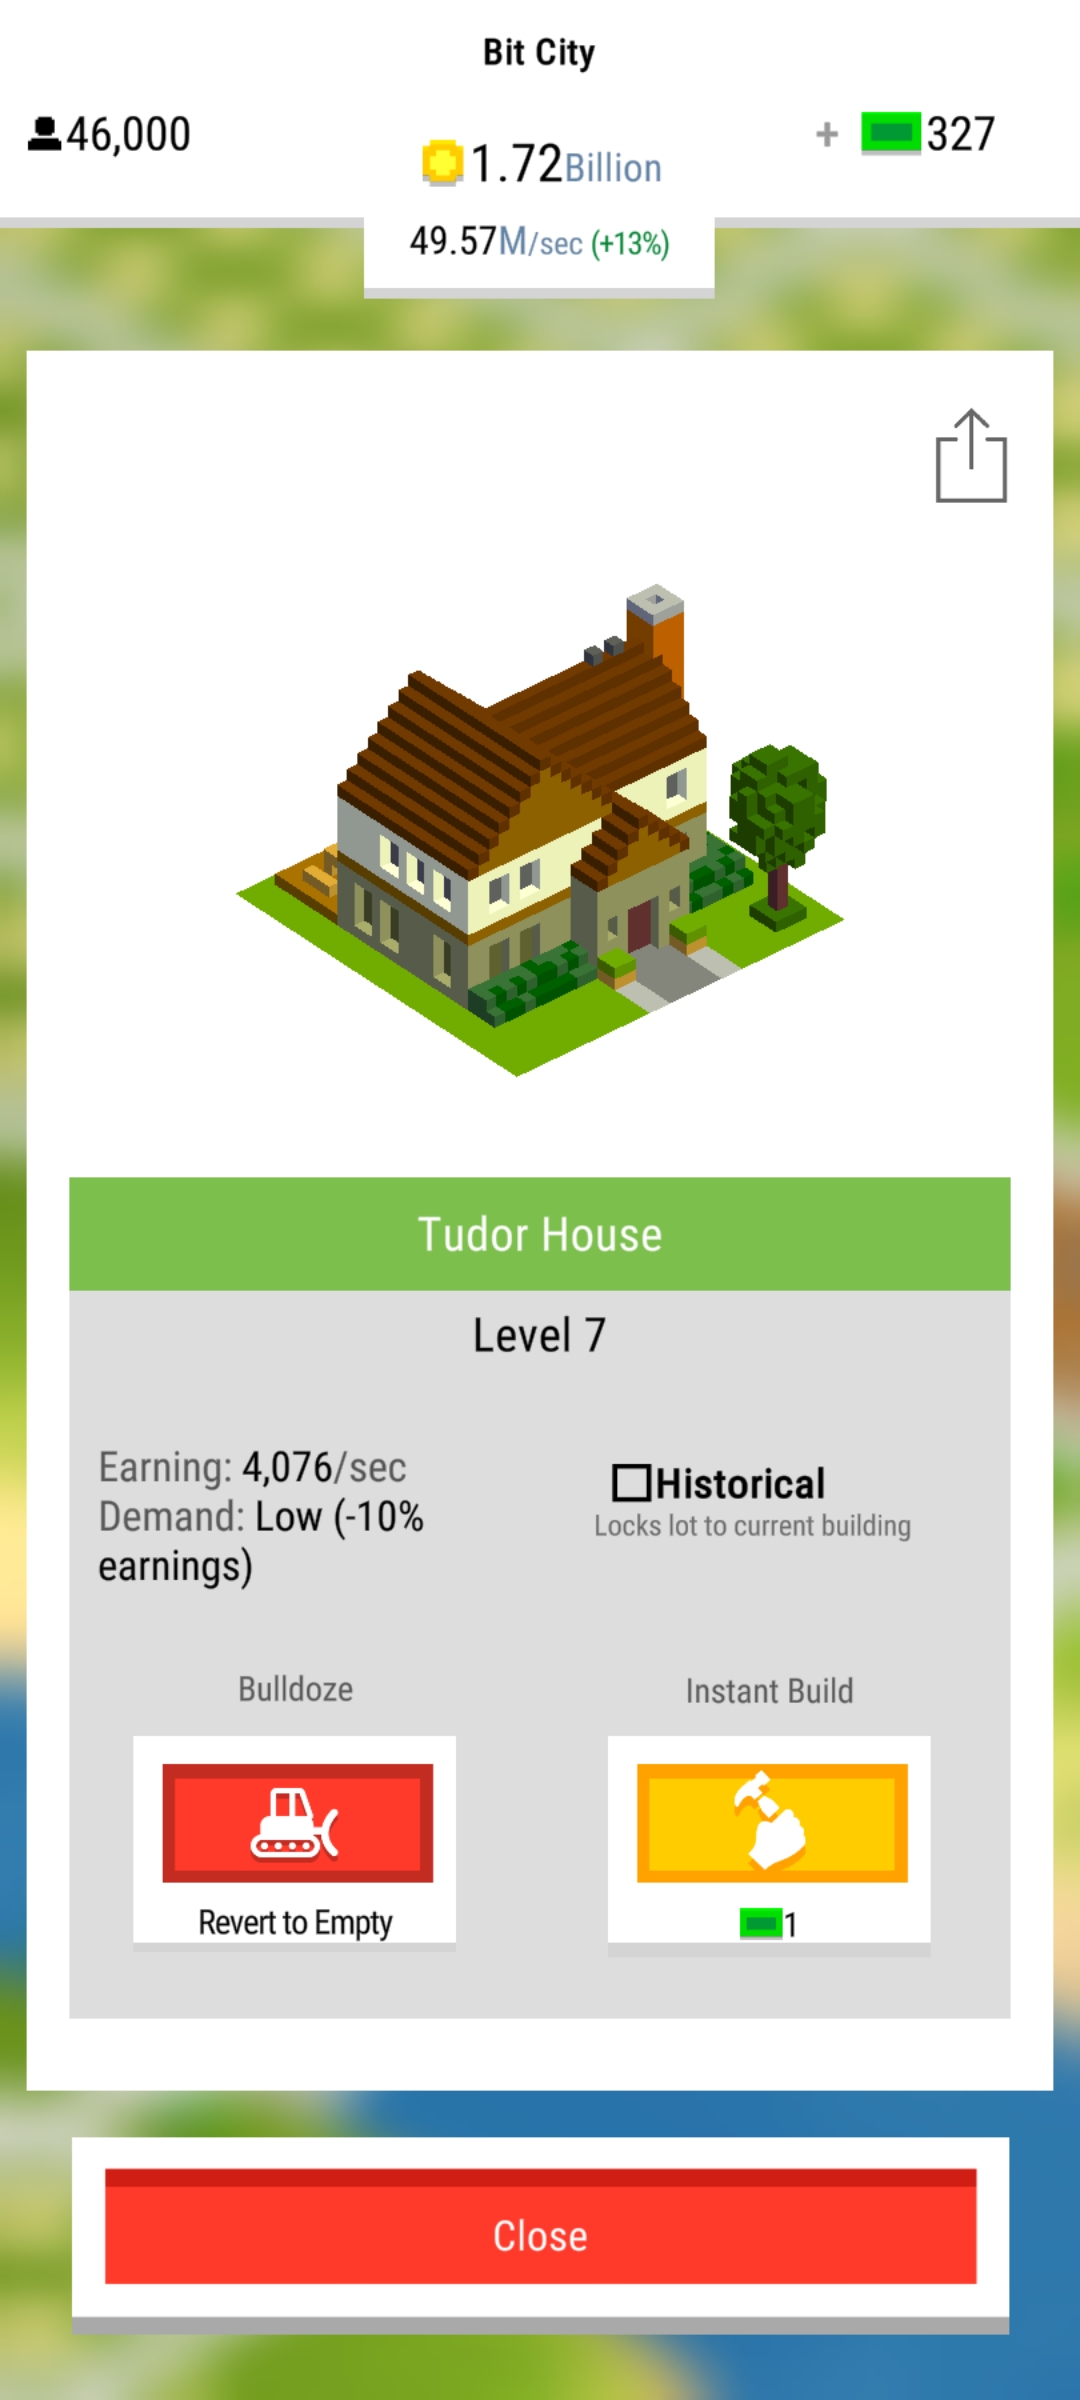 Bit City
46,000
1.72Billion
+ 327
49.57M/sec (+13%)
Tudor House
Level 7
Earning: 4,076/sec
Demand: Low (-10%
earnings)
Historical
Locks lot to current building
Bulldoze
Instant Build
Revert to Empty
1
Close